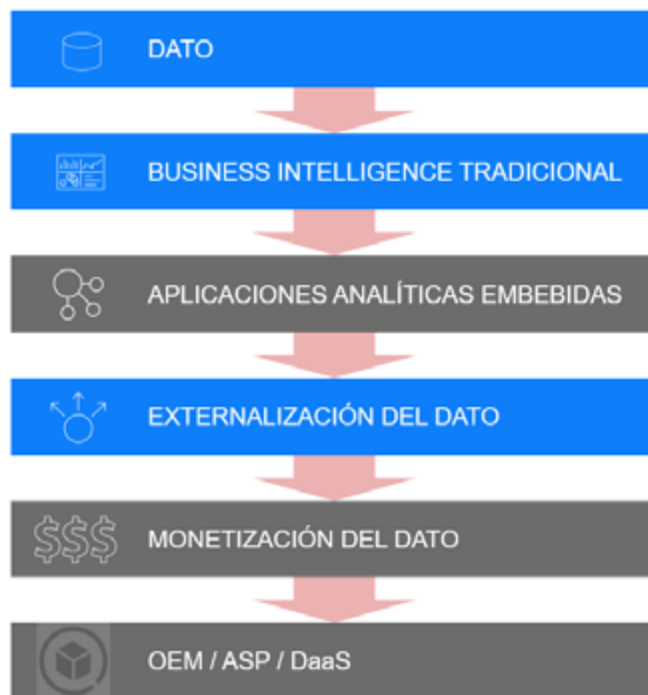 DATO
BUSINESS INTELLIGENCE TRADICIONAL
APLICACIONES ANALÍTICAS EMBEBIDAS
EXTERNALIZACIÓN DEL DATO
$$$ MONETIZACIÓN DEL DATO
OEM / ASP / DaaS